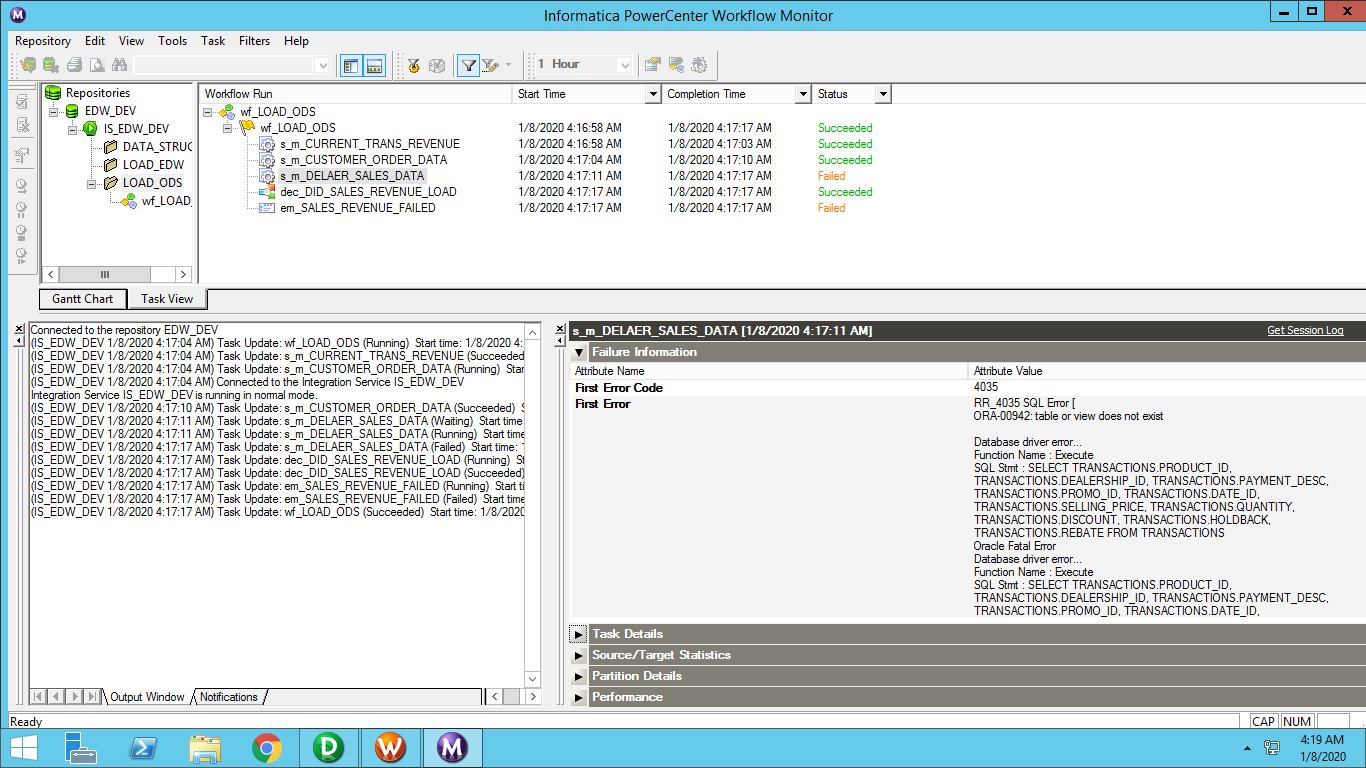 Informatica PowerCenter Workflow Monitor
Repository Edit View Tools Task Filters Help
1 Hour
Repositories
EDW_DEV
IS_EDW_DEV
DATA_STRUC
LOAD_EDW
LOAD_ODS
wf_LOAD_
Workflow Run Start Time Completion Time Status
wf_LOAD_ODS
wf_LOAD_ODS 1/8/2020 4:16:58 AM 1/8/2020 4:17:17 AM Succeeded
s_m_CURRENT_TRANS_REVENUE 1/8/2020 4:16:58 AM 1/8/2020 4:17:03 AM Succeeded
s_m_CUSTOMER_ORDER_DATA 1/8/2020 4:17:04 AM 1/8/2020 4:17:10 AM Succeeded
s_m_DELAER_SALES_DATA 1/8/2020 4:17:11 AM 1/8/2020 4:17:17 AM Failed
dec_DID_SALES_REVENUE_LOAD 1/8/2020 4:17:17 AM 1/8/2020 4:17:17 AM Succeeded
em_SALES_REVENUE_FAILED 1/8/2020 4:17:17 AM 1/8/2020 4:17:17 AM Failed
Gantt Chart Task View
Connected to the repository EDW_DEV
(IS_EDW_DEV 1/8/2020 4:17:04 AM) Task Update: wf_LOAD_ODS (Running) Start time: 1/8/2020 4:
(IS_EDW_DEV 1/8/2020 4:17:04 AM) Task Update: s_m_CURRENT_TRANS_REVENUE (Succeeded
(IS_EDW_DEV 1/8/2020 4:17:04 AM) Task Update: s_m_CUSTOMER_ORDER_DATA (Running) Star
(IS_EDW_DEV 1/8/2020 4:17:04 AM) Connected to the Integration Service IS_EDW_DEV
Integration Service IS_EDW_DEV is running in normal mode.
(IS_EDW_DEV 1/8/2020 4:17:10 AM) Task Update: s_m_CUSTOMER_ORDER_DATA (Succeeded) S
(IS_EDW_DEV 1/8/2020 4:17:11 AM) Task Update: s_m_DELAER_SALES_DATA (Waiting) Start time
(IS_EDW_DEV 1/8/2020 4:17:11 AM) Task Update: s_m_DELAER_SALES_DATA (Running) Start time
(IS_EDW_DEV 1/8/2020 4:17:17 AM) Task Update: s_m_DELAER_SALES_DATA (Failed) Start time:
(IS_EDW_DEV 1/8/2020 4:17:17 AM) Task Update: dec_DID_SALES_REVENUE_LOAD (Running) St
(IS_EDW_DEV 1/8/2020 4:17:17 AM) Task Update: dec_DID_SALES_REVENUE_LOAD (Succeeded)
(IS_EDW_DEV 1/8/2020 4:17:17 AM) Task Update: em_SALES_REVENUE_FAILED (Running) Start
(IS_EDW_DEV 1/8/2020 4:17:17 AM) Task Update: em_SALES_REVENUE_FAILED (Failed) Start time
(IS_EDW_DEV 1/8/2020 4:17:17 AM) Task Update: wf_LOAD_ODS (Succeeded) Start time: 1/8/2020
Output Window Notifications
s_m_DELAER_SALES_DATA [1/8/2020 4:17:11 AM] Get Session Log
Failure Information
Attribute Name Attribute Value
First Error Code 4035
First Error RR_4035 SQL Error [
ORA-00942: table or view does not exist
Database driver error...
Function Name : Execute
SQL Stmt : SELECT TRANSACTIONS.PRODUCT_ID,
TRANSACTIONS.DEALERSHIP_ID, TRANSACTIONS.PAYMENT_DESC,
TRANSACTIONS.PROMO_ID, TRANSACTIONS.DATE_ID,
TRANSACTIONS.SELLING_PRICE, TRANSACTIONS.QUANTITY,
TRANSACTIONS.DISCOUNT, TRANSACTIONS.HOLDBACK,
TRANSACTIONS.REBATE FROM TRANSACTIONS
Oracle Fatal Error
Database driver error...
Function Name : Execute
SQL Stmt : SELECT TRANSACTIONS.PRODUCT_ID,
TRANSACTIONS.DEALERSHIP_ID, TRANSACTIONS.PAYMENT_DESC,
TRANSACTIONS.PROMO_ID, TRANSACTIONS.DATE_ID,
Task Details
Source/Target Statistics
Partition Details
Performance
Ready CAP NUM
4:19 AM
1/8/2020